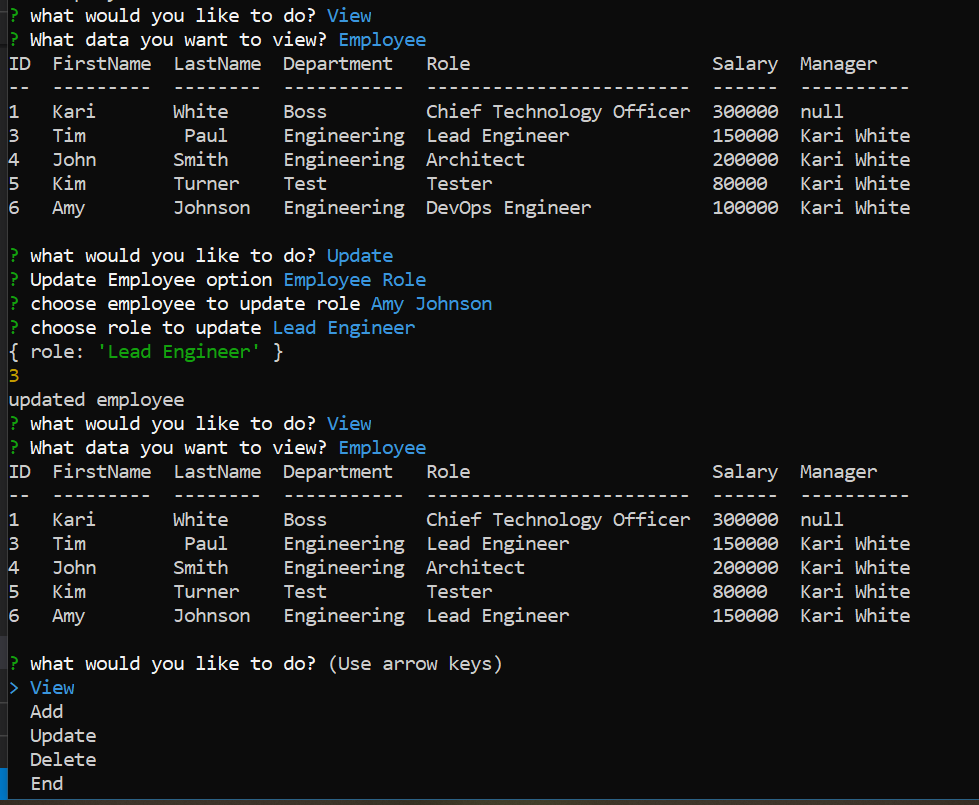 ? what would you like to do? View
? What data you want to view? Employee
ID  FirstName  LastName  Department   Role                      Salary  Manager
--  ---------  --------  -----------  ------------------------  ------  ----------
1   Kari       White     Boss         Chief Technology Officer  300000  null
3   Tim         Paul     Engineering  Lead Engineer             150000  Kari White
4   John       Smith     Engineering  Architect                 200000  Kari White
5   Kim        Turner    Test         Tester                    80000   Kari White
6   Amy        Johnson   Engineering  DevOps Engineer           100000  Kari White
? what would you like to do? Update
? Update Employee option Employee Role
? choose employee to update role Amy Johnson
? choose role to update Lead Engineer
{ role: 'Lead Engineer' }
3
updated employee
? what would you like to do? View
? What data you want to view? Employee
ID  FirstName  LastName  Department   Role                      Salary  Manager
--  ---------  --------  -----------  ------------------------  ------  ----------
1   Kari       White     Boss         Chief Technology Officer  300000  null
3   Tim         Paul     Engineering  Lead Engineer             150000  Kari White
4   John       Smith     Engineering  Architect                 200000  Kari White
5   Kim        Turner    Test         Tester                    80000   Kari White
6   Amy        Johnson   Engineering  Lead Engineer             150000  Kari White
? what would you like to do? (Use arrow keys)
> View
  Add
  Update
  Delete
  End